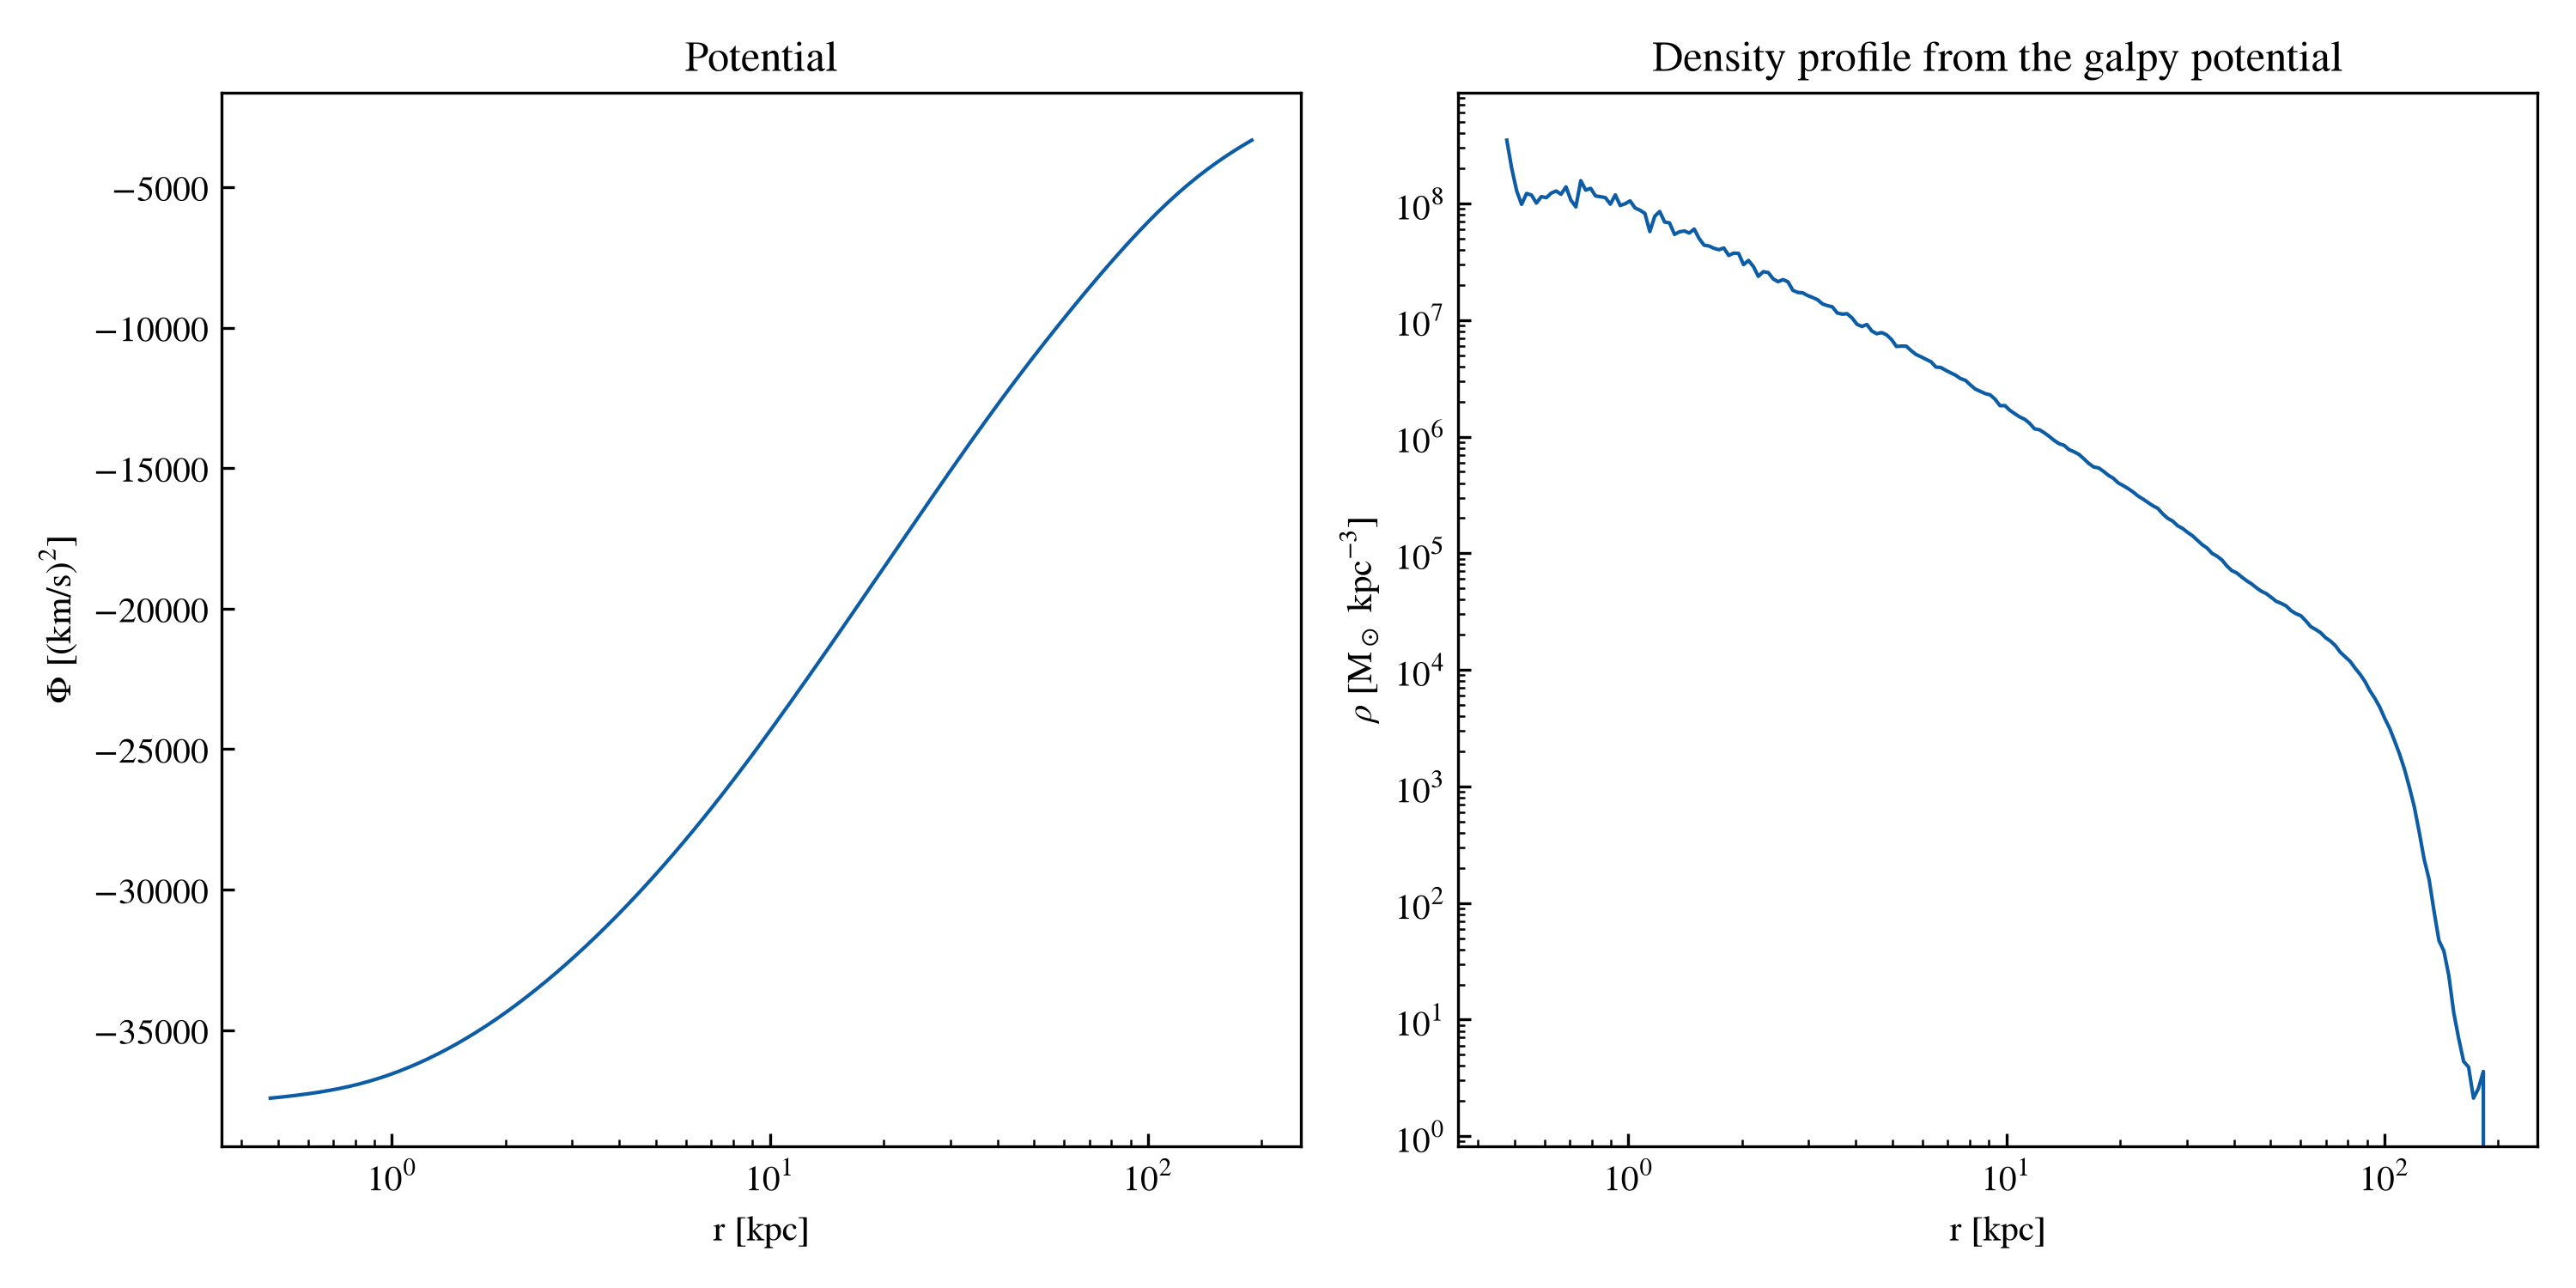 Potential
Φ [(km/s)²]
−5000
−10000
−15000
−20000
−25000
−30000
−35000
10⁰ 10¹ 10²
r [kpc]
Density profile from the galpy potential
ρ [M⊙ kpc⁻³]
10⁸
10⁷
10⁶
10⁵
10⁴
10³
10²
10¹
10⁰
10⁰ 10¹ 10²
r [kpc]